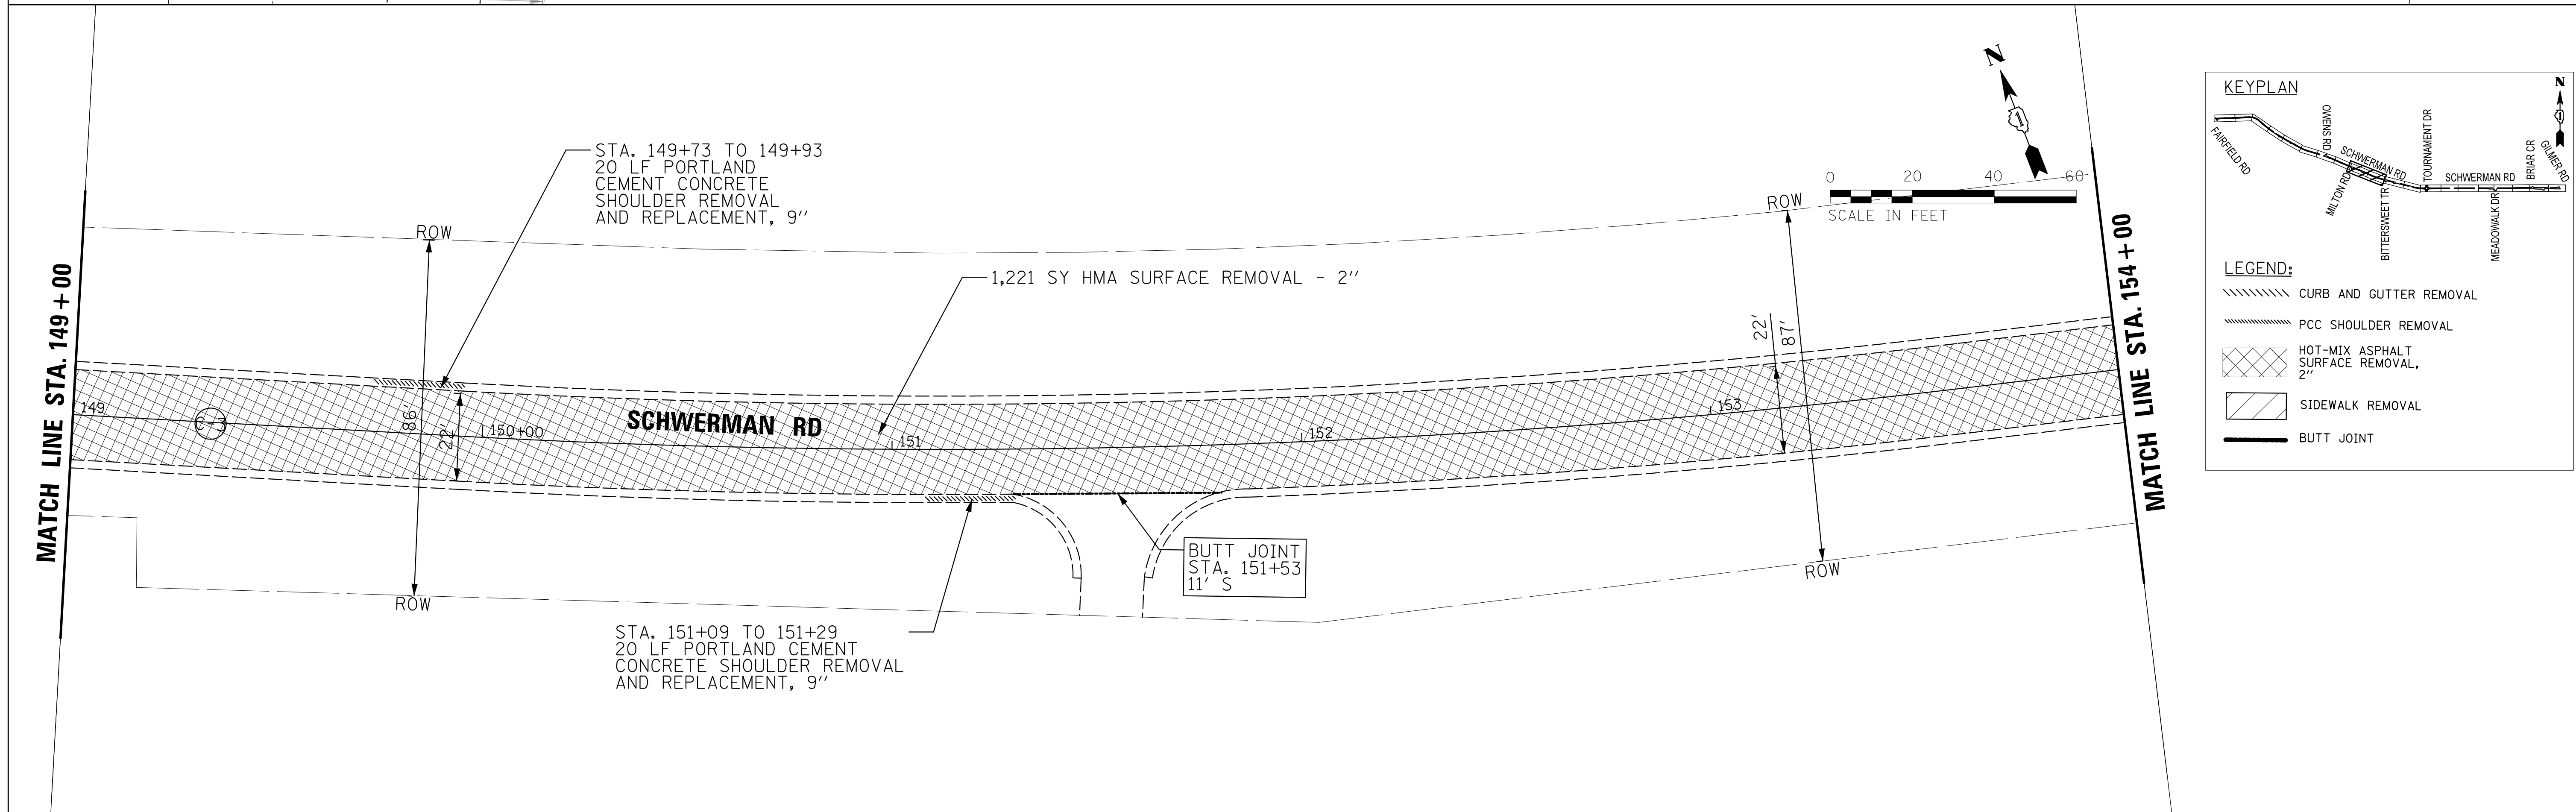 MATCH LINE STA. 149+00
STA. 149+73 TO 149+93
20 LF PORTLAND
CEMENT CONCRETE
SHOULDER REMOVAL
AND REPLACEMENT, 9"
ROW
1,221 SY HMA SURFACE REMOVAL - 2"
149
C-3
86'
22'
150+00
SCHWERMAN RD
151
152
153
22'
87'
ROW
N
1
0 20 40 60
SCALE IN FEET
BUTT JOINT
STA. 151+53
11' S
ROW
ROW
STA. 151+09 TO 151+29
20 LF PORTLAND CEMENT
CONCRETE SHOULDER REMOVAL
AND REPLACEMENT, 9"
MATCH LINE STA. 154+00
KEYPLAN
N
1
FAIRFIELD RD
OWENS RD
SCHWERMAN RD
MILTON RD
BITTERSWEET TR
TOURNAMENT DR
SCHWERMAN RD
MEADOWALK DR
BRIAR CR
GILMER RD
LEGEND:
CURB AND GUTTER REMOVAL
PCC SHOULDER REMOVAL
HOT-MIX ASPHALT
SURFACE REMOVAL,
2"
SIDEWALK REMOVAL
BUTT JOINT